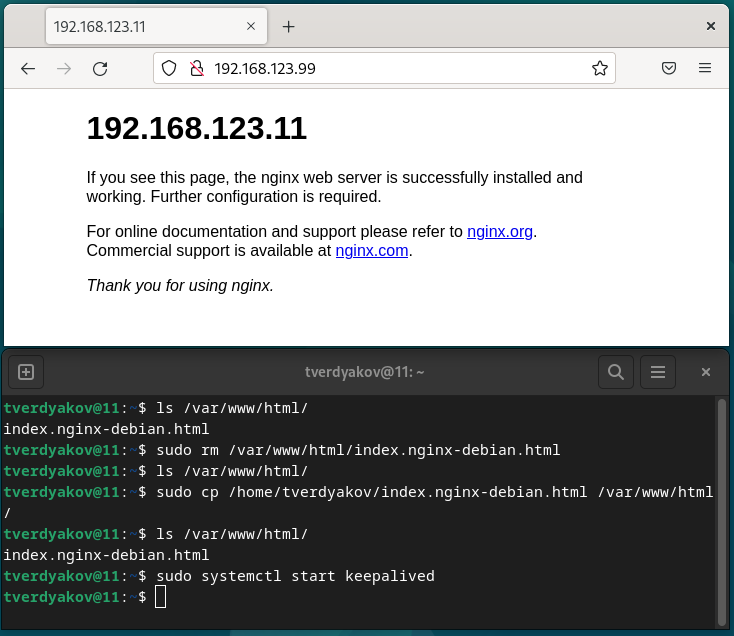 192.168.123.11
192.168.123.99
192.168.123.11
If you see this page, the nginx web server is successfully installed and
working. Further configuration is required.
For online documentation and support please refer to nginx.org.
Commercial support is available at nginx.com.
Thank you for using nginx.
tverdyakov@11: ~
tverdyakov@11:~$ ls /var/www/html/
index.nginx-debian.html
tverdyakov@11:~$ sudo rm /var/www/html/index.nginx-debian.html
tverdyakov@11:~$ ls /var/www/html/
tverdyakov@11:~$ sudo cp /home/tverdyakov/index.nginx-debian.html /var/www/html
/
tverdyakov@11:~$ ls /var/www/html/
index.nginx-debian.html
tverdyakov@11:~$ sudo systemctl start keepalived
tverdyakov@11:~$